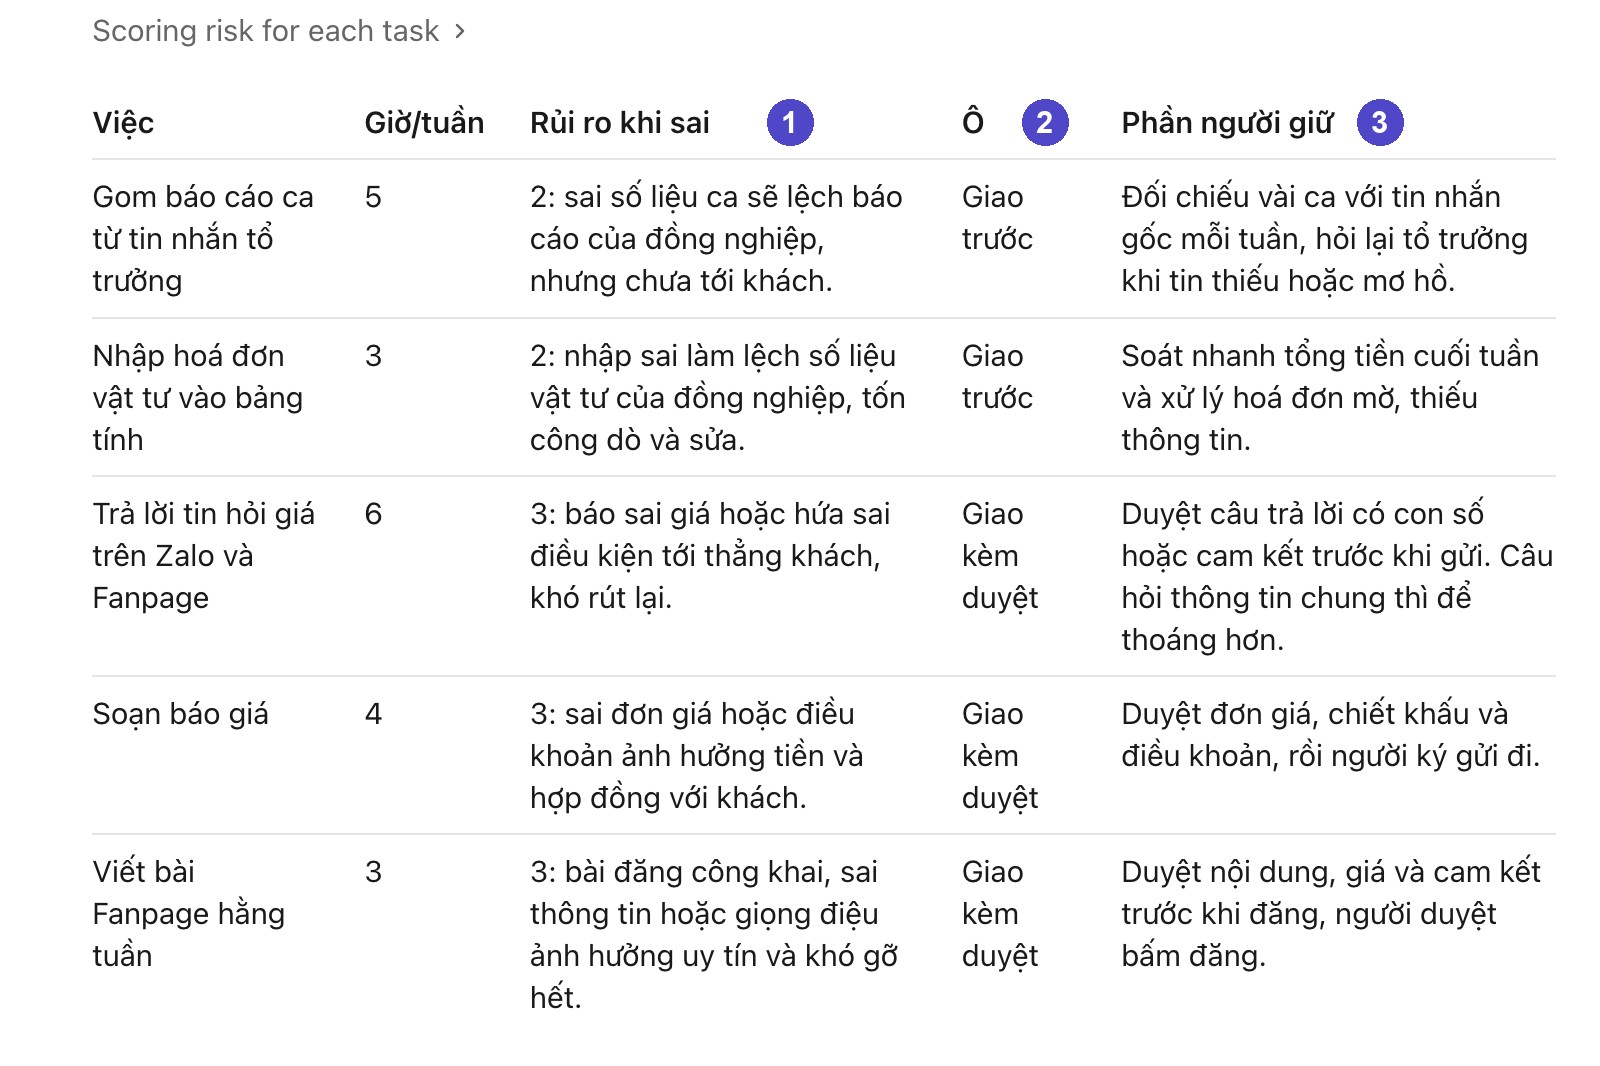 Scoring risk for each task >
Việc Giờ/tuần Rủi ro khi sai 1 Ô 2 Phần người giữ 3
Gom báo cáo ca 5 2: sai số liệu ca sẽ lệch báo Giao Đối chiếu vài ca với tin nhắn
từ tin nhắn tổ cáo của đồng nghiệp, trước gốc mỗi tuần, hỏi lại tổ trưởng
trưởng nhưng chưa tới khách. khi tin thiếu hoặc mơ hồ.
Nhập hoá đơn 3 2: nhập sai làm lệch số liệu Giao Soát nhanh tổng tiền cuối tuần
vật tư vào bảng vật tư của đồng nghiệp, tốn trước và xử lý hoá đơn mờ, thiếu
tính công dò và sửa. thông tin.
Trả lời tin hỏi giá 6 3: báo sai giá hoặc hứa sai Giao Duyệt câu trả lời có con số
trên Zalo và điều kiện tới thẳng khách, kèm hoặc cam kết trước khi gửi. Câu
Fanpage khó rút lại. duyệt hỏi thông tin chung thì để
thoáng hơn.
Soạn báo giá 4 3: sai đơn giá hoặc điều Giao Duyệt đơn giá, chiết khấu và
khoản ảnh hưởng tiền và kèm điều khoản, rồi người ký gửi đi.
hợp đồng với khách. duyệt
Viết bài 3 3: bài đăng công khai, sai Giao Duyệt nội dung, giá và cam kết
Fanpage hằng thông tin hoặc giọng điệu kèm trước khi đăng, người duyệt
tuần ảnh hưởng uy tín và khó gỡ duyệt bấm đăng.
hết.